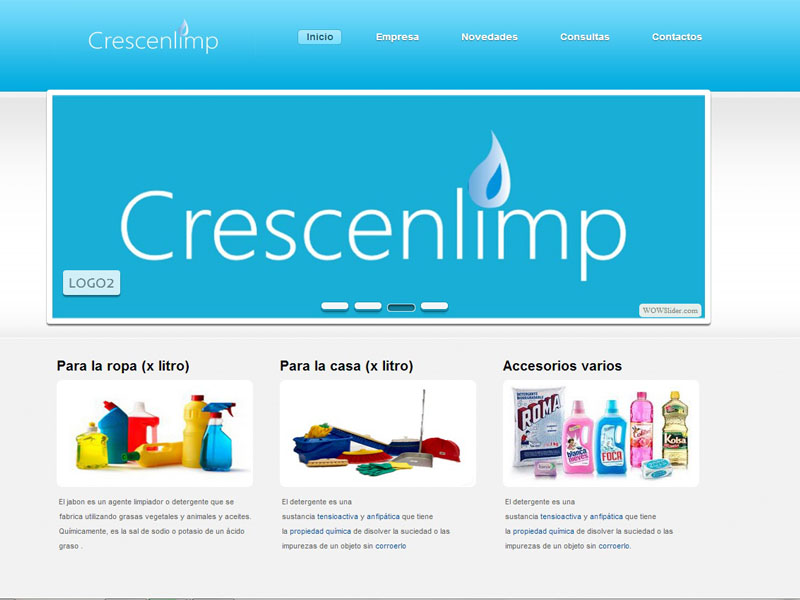 Crescenlimp
Inicio Empresa Novedades Consultas Contactos
Crescenlimp
LOGO2
WOWSlider.com
Para la ropa (x litro)
El jabon es un agente limpiador o detergente que se
fabrica utilizando grasas vegetales y animales y aceites.
Químicamente, es la sal de sodio o potasio de un ácido
graso .
Para la casa (x litro)
El detergente es una
sustancia tensioactiva y anfipática que tiene
la propiedad química de disolver la suciedad o las
impurezas de un objeto sin corroerlo
Accesorios varios
DETERGENTE
ROMA
blanca
nieves
FOCA
Kolsa
El detergente es una
sustancia tensioactiva y anfipática que tiene
la propiedad química de disolver la suciedad o las
impurezas de un objeto sin corroerlo.